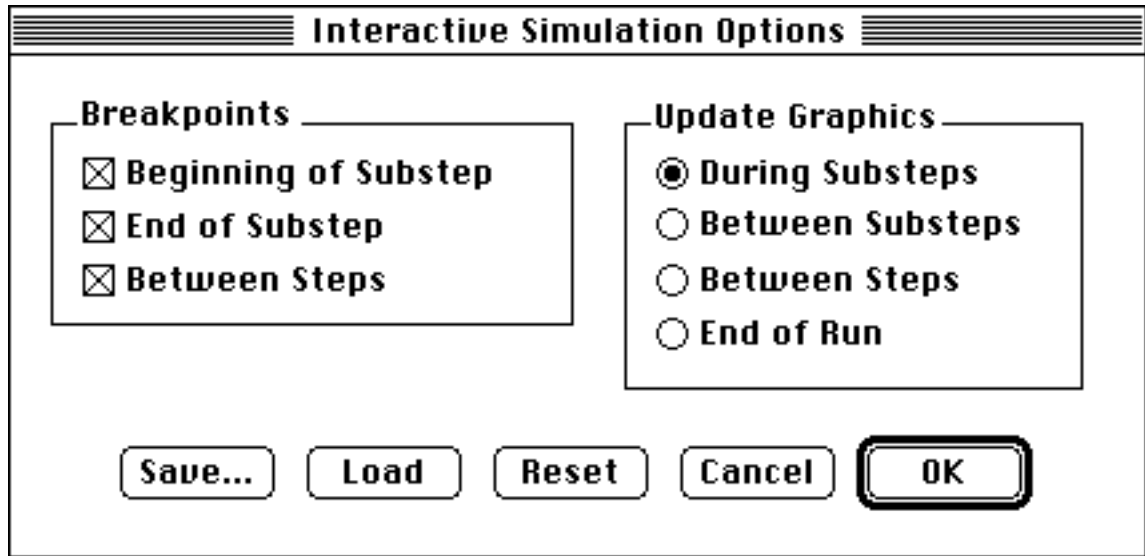 Interactive Simulation Options
Breakpoints
Beginning of Substep
End of Substep
Between Steps
Update Graphics
During Substeps
Between Substeps
Between Steps
End of Run
Save... Load Reset Cancel OK